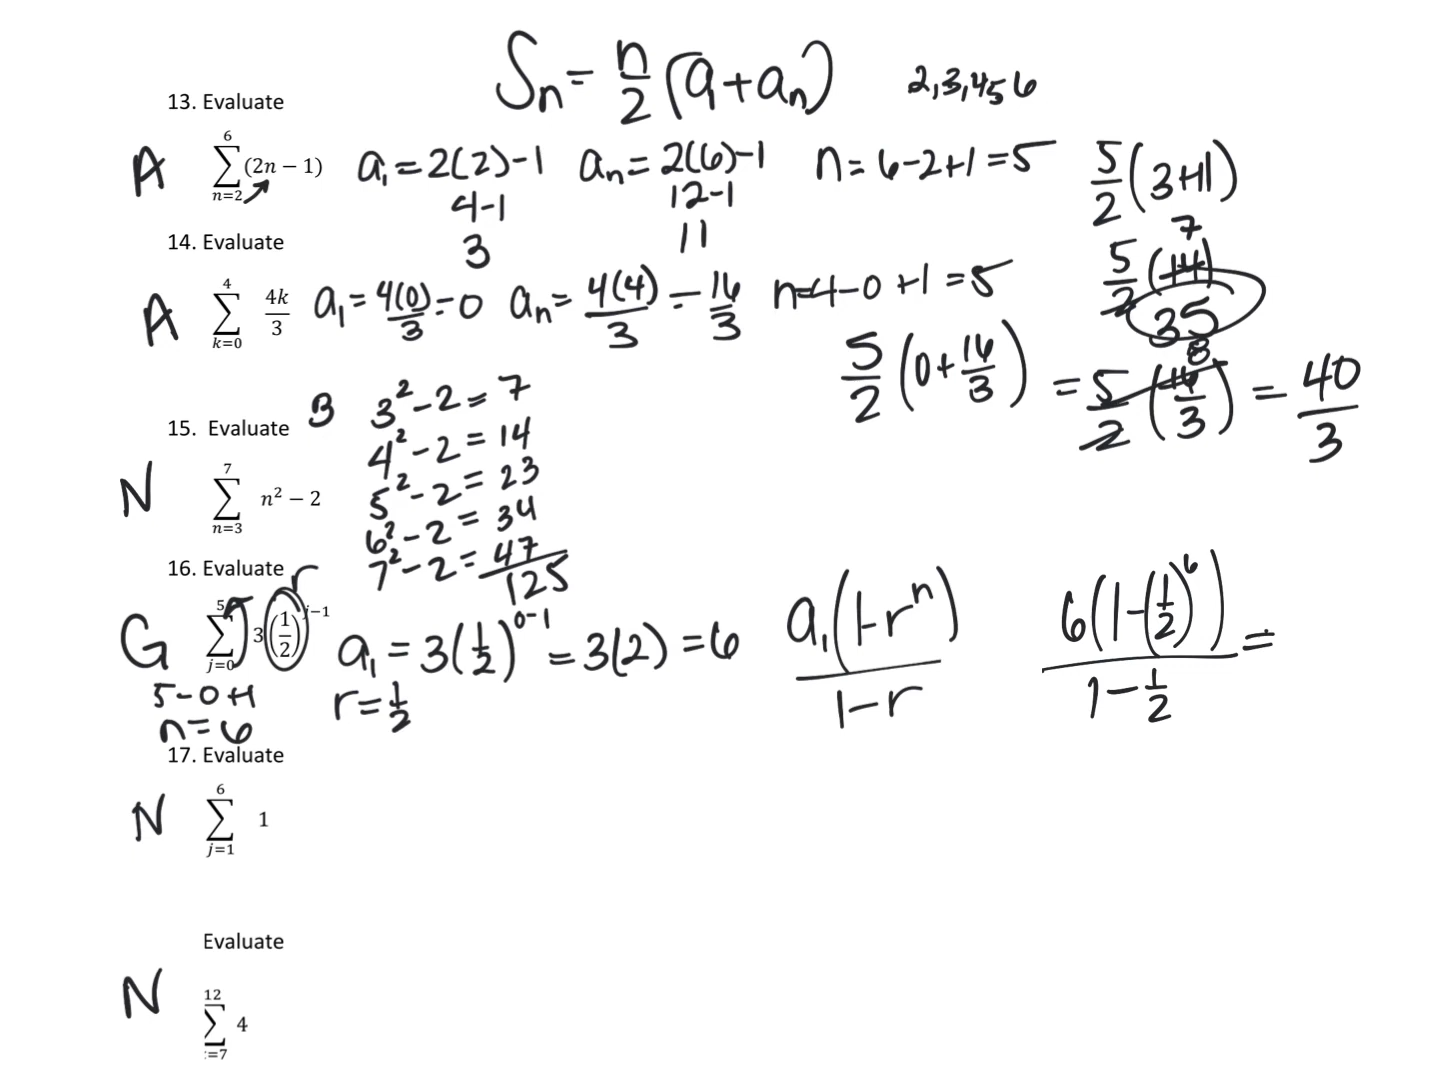 Sn = n/2 (a1 + an) 2,3,4,5,6
13. Evaluate
A ∑_{n=2}^{6} (2n − 1) a1 = 2(2)−1 an = 2(6)−1 n = 6−2+1 = 5 5/2 (3+11)
4−1 12−1
3 11
5/2 (14) 7
35
14. Evaluate
A ∑_{k=0}^{4} 4k/3 a1 = 4(0)/3 = 0 an = 4(4)/3 = 16/3 n=4−0+1 = 5
5/2 (0 + 16/3) = 5/2 (16/3) 8 = 40/3
15. Evaluate B
N ∑_{n=3}^{7} n² − 2
3² − 2 = 7
4² − 2 = 14
5² − 2 = 23
6² − 2 = 34
7² − 2 = 47
125
16. Evaluate r
G ∑_{j=0}^{5} 3(1/2)^{j−1} a1 = 3(1/2)^{0−1} = 3(2) = 6 a1(1−r^n)/(1−r) 6(1−(1/2)^6)/(1−1/2) =
5−0+1 r = 1/2
n = 6
17. Evaluate
N ∑_{j=1}^{6} 1
Evaluate
N 12 ∑ 4
=7